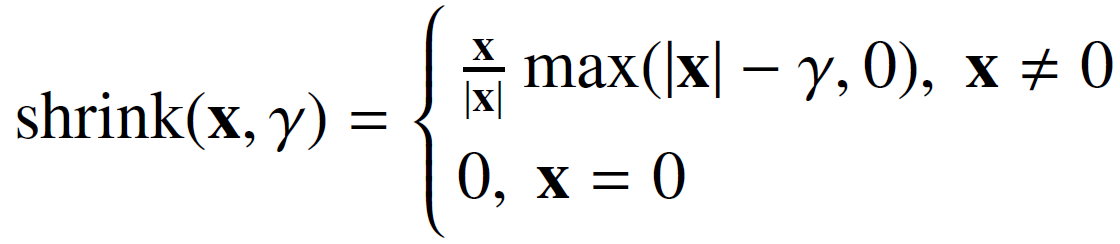 shrink(𝐱, γ) = { 𝐱/|𝐱| max(|𝐱| − γ, 0), 𝐱 ≠ 0
0, 𝐱 = 0